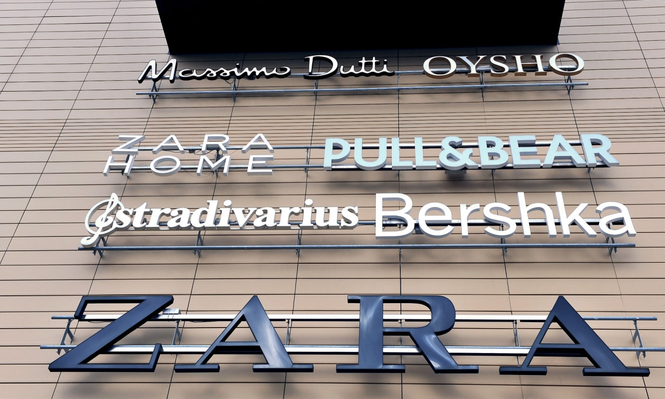 Massimo Dutti OYSHO
ZARA HOME PULL&BEAR
stradivarius Bershka
ZARA